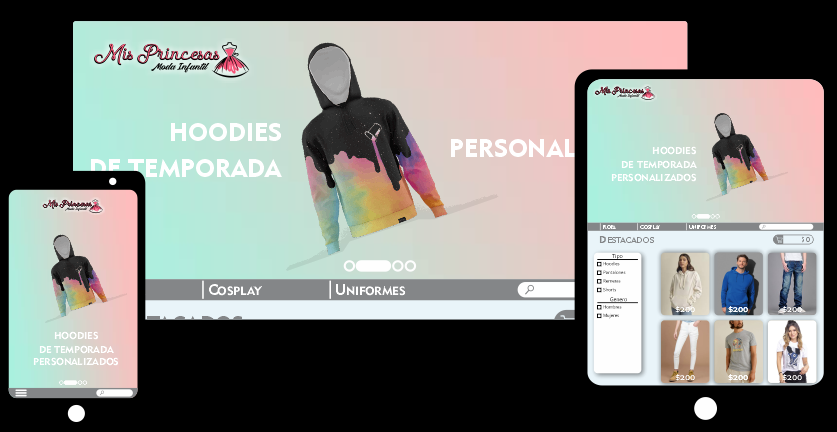 Mis Princesas
Moda Infantil
HOODIES
DE TEMPORADA
PERSONAL
COSPLAY
UNIFORMES
Mis Princesas
Moda Infantil
HOODIES
DE TEMPORADA
PERSONALIZADOS
Mis Princesas
Moda Infantil
HOODIES
DE TEMPORADA
PERSONALIZADOS
COSPLAY
UNIFORMES
DESTACADOS
$ 0
Tipo
Hoodies
Pantalones
Remeras
Shorts
Genero
Hombres
Mujeres
$200
$200
$200
$200
$200
$200